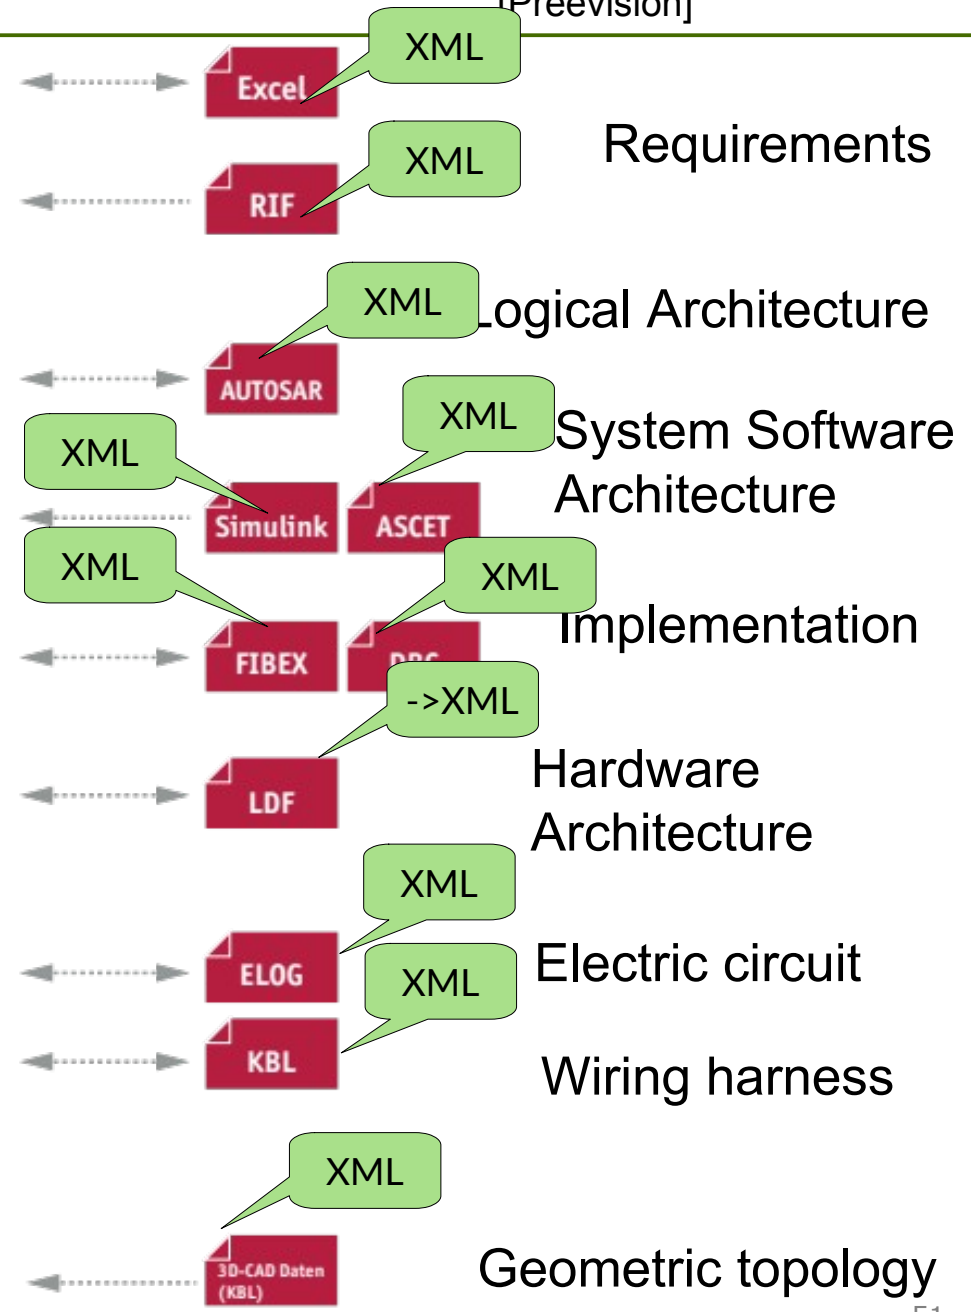 [Preevision]
XML
Excel
XML
Requirements
RIF
XML
Logical Architecture
AUTOSAR
XML
System Software
Architecture
XML
Simulink
ASCET
XML
XML
Implementation
FIBEX
DBC
->XML
Hardware
Architecture
LDF
XML
Electric circuit
ELOG
XML
KBL
Wiring harness
XML
3D-CAD Daten
(KBL)
Geometric topology
51